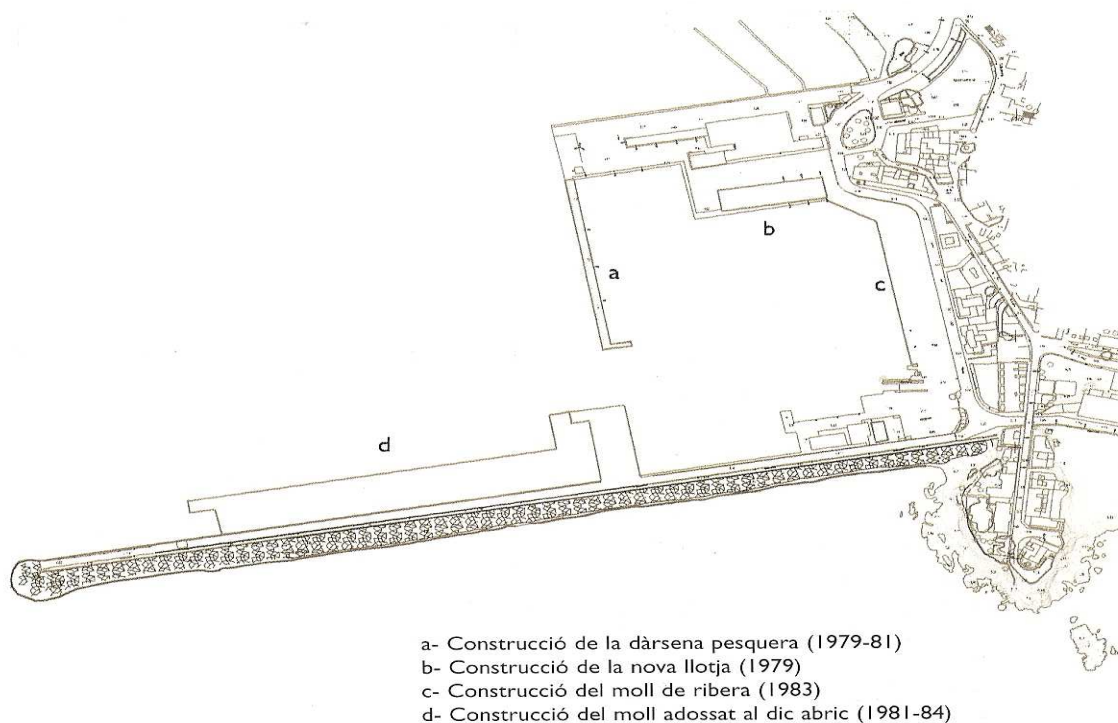 a
b
c
d
a- Construcció de la dàrsena pesquera (1979-81)
b- Construcció de la nova llotja (1979)
c- Construcció del moll de ribera (1983)
d- Construcció del moll adossat al dic abric (1981-84)